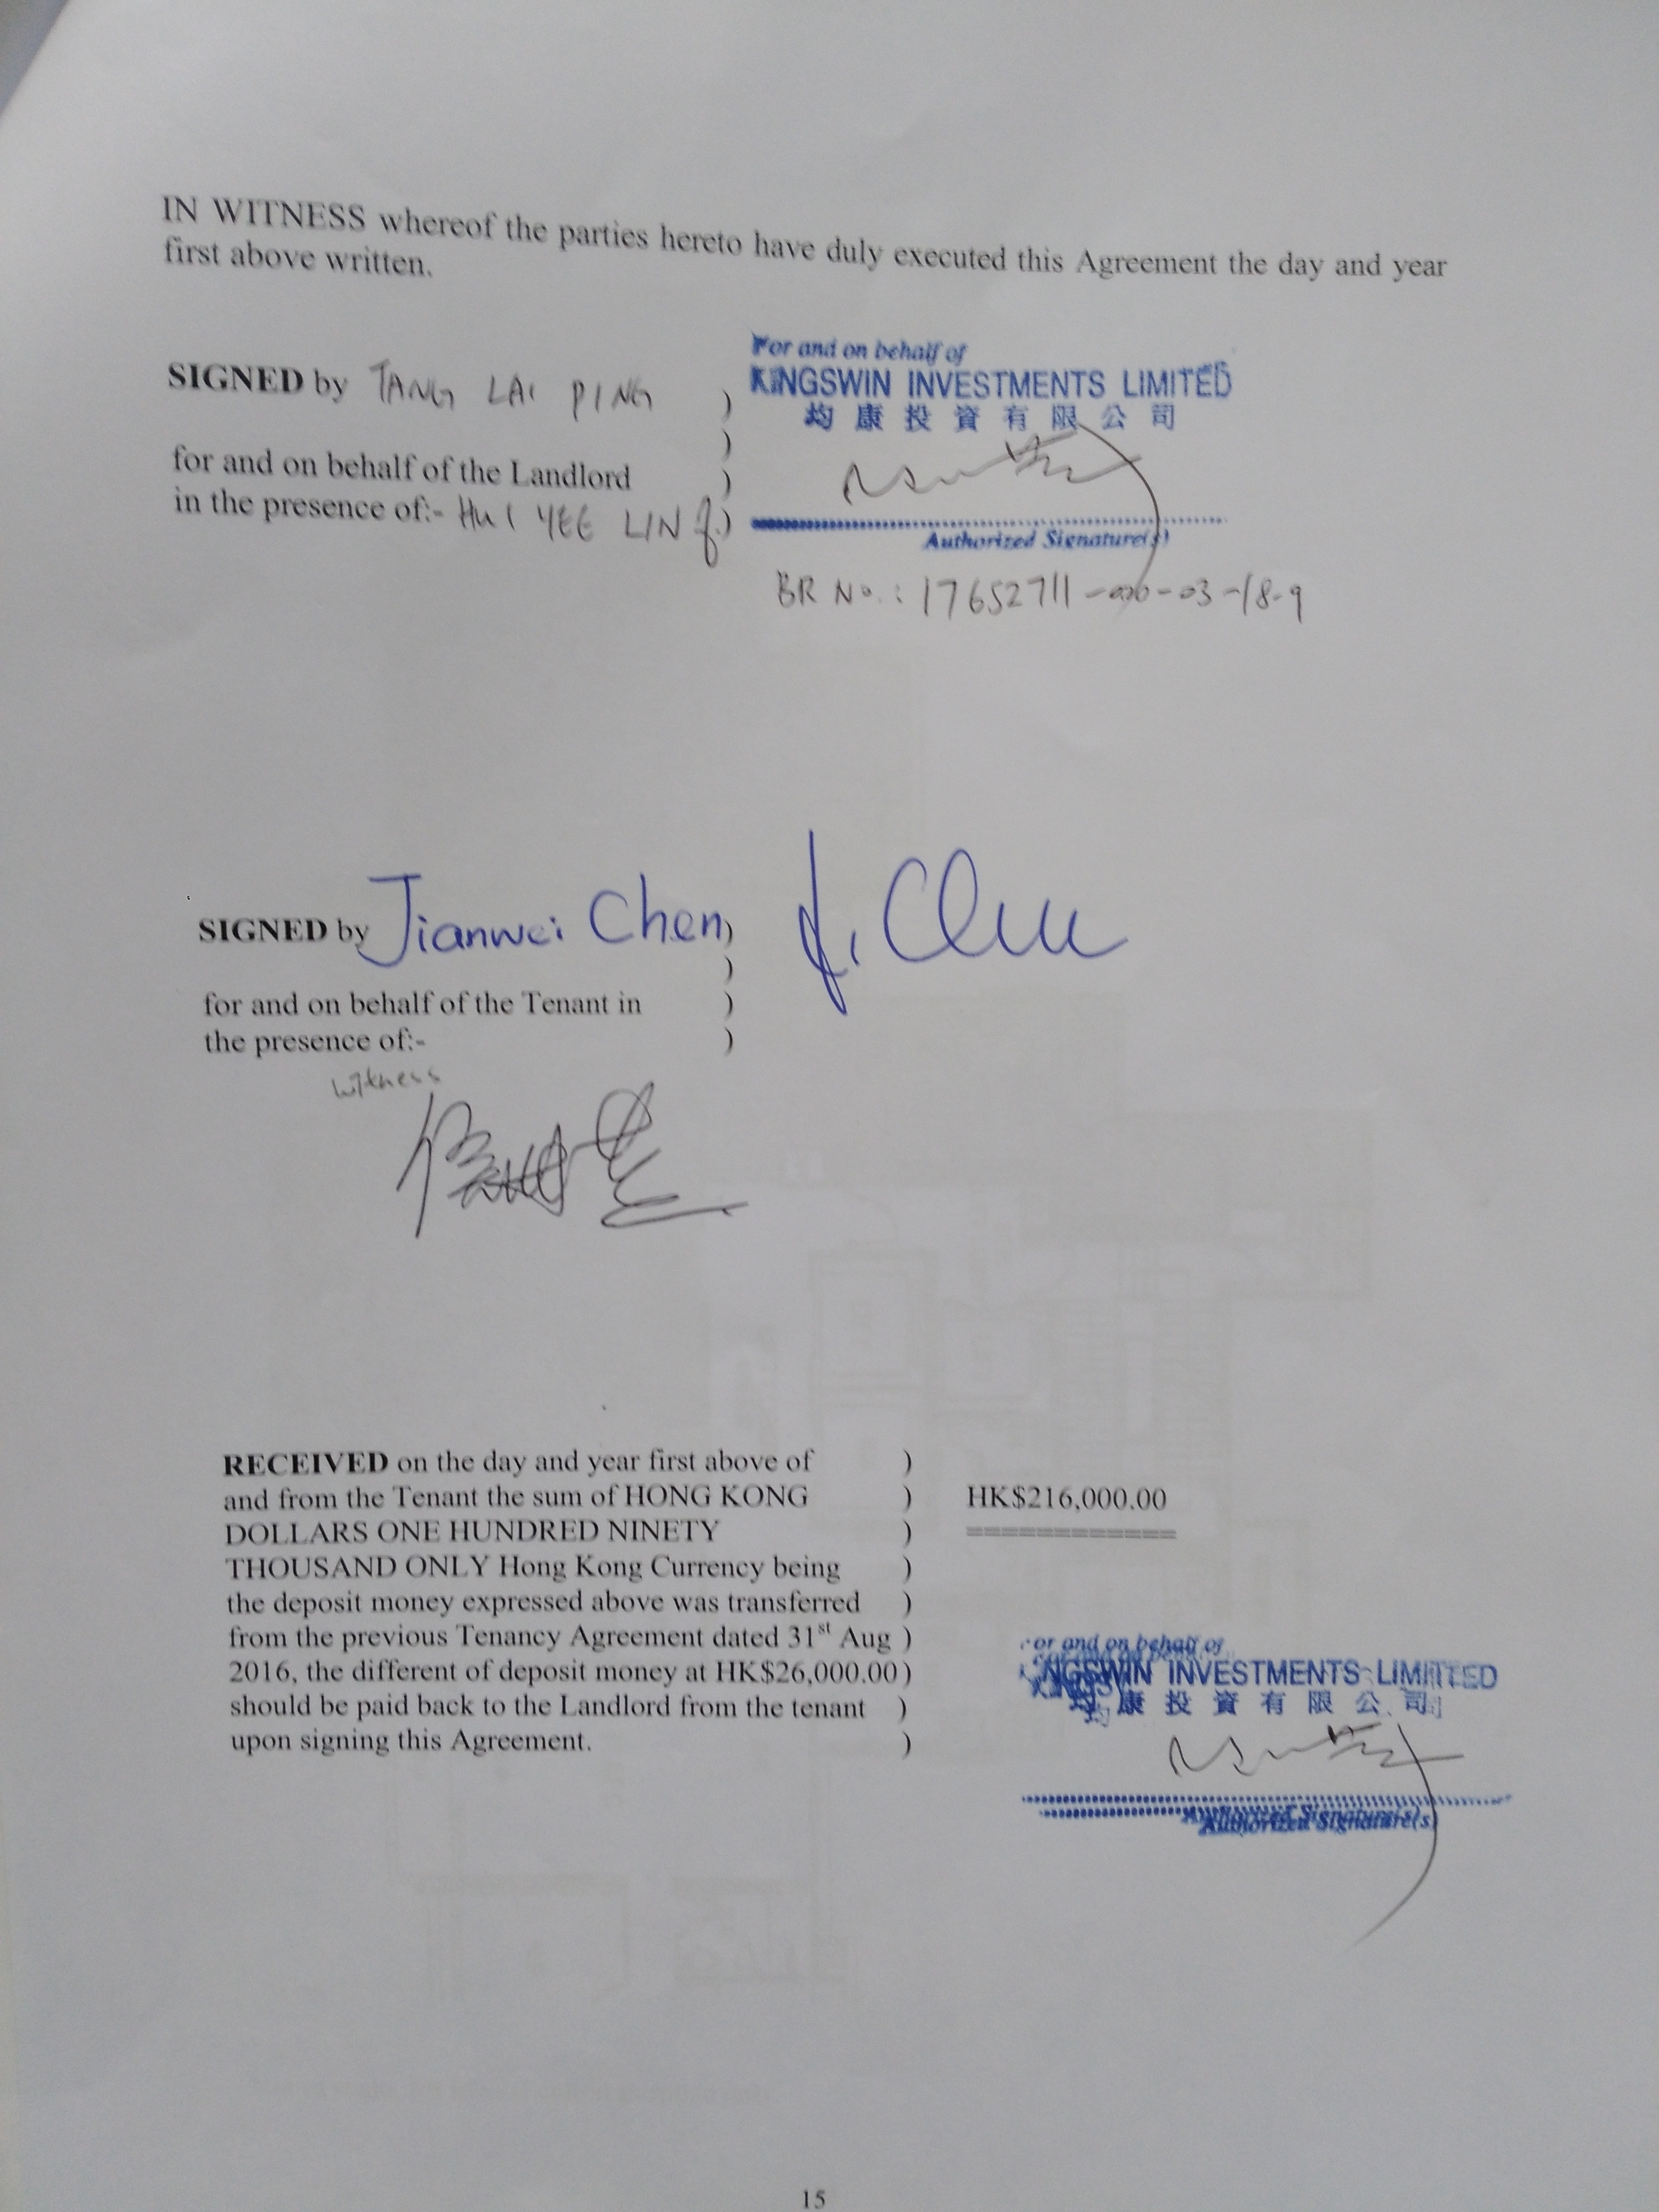 IN WITNESS whereof the parties hereto have duly executed this Agreement the day and year
first above written.
SIGNED by TANG LAI PING )
)
for and on behalf of the Landlord )
in the presence of:- HUI YEE LING )
For and on behalf of
KINGSWIN INVESTMENTS LIMITED
均康投資有限公司
Authorized Signature(s)
BR No.: 17652711-000-03-18-9
SIGNED by Jianwei Chen ) J. Chen
)
for and on behalf of the Tenant in )
the presence of:- )
witness
RECEIVED on the day and year first above of )
and from the Tenant the sum of HONG KONG ) HK$216,000.00
DOLLARS ONE HUNDRED NINETY ) ============
THOUSAND ONLY Hong Kong Currency being )
the deposit money expressed above was transferred )
from the previous Tenancy Agreement dated 31st Aug )
2016, the different of deposit money at HK$26,000.00 )
should be paid back to the Landlord from the tenant )
upon signing this Agreement. )
For and on behalf of
KINGSWIN INVESTMENTS LIMITED
均康投資有限公司
Authorized Signature(s)
15